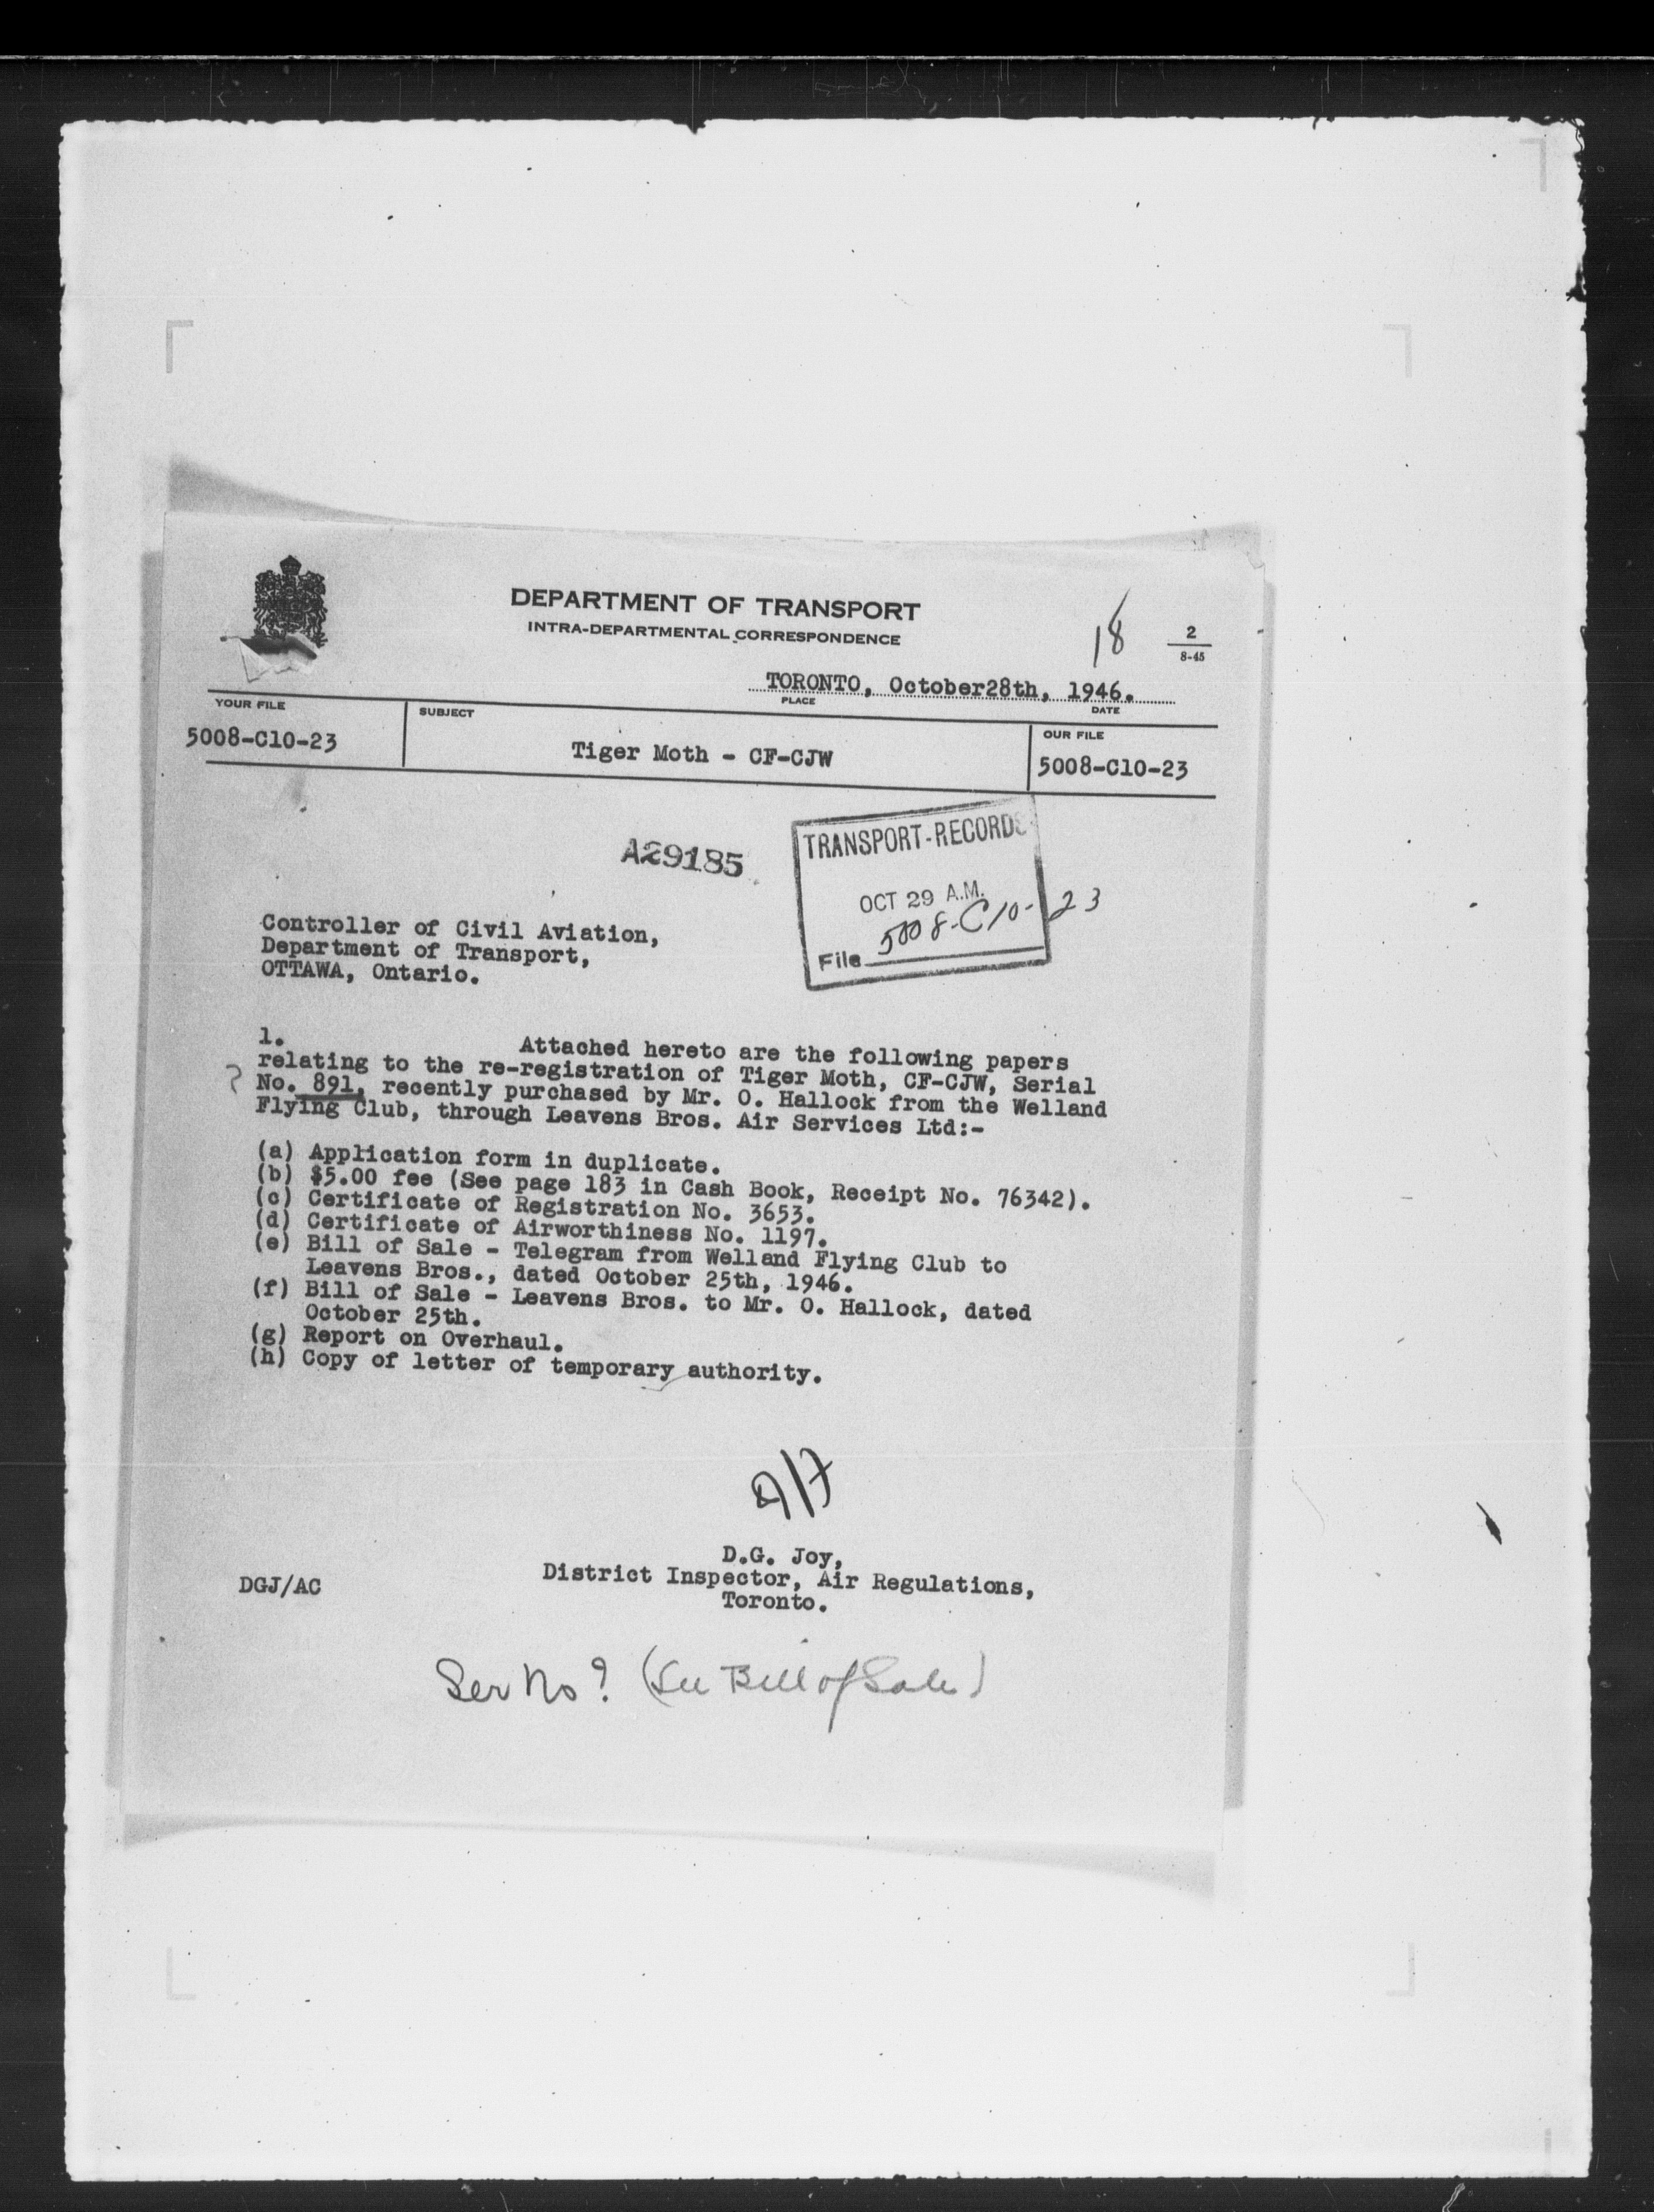 DEPARTMENT OF TRANSPORT
INTRA-DEPARTMENTAL CORRESPONDENCE
18
2
8-45
TORONTO, October28th, 1946.
PLACE
DATE
YOUR FILE
SUBJECT
OUR FILE
5008-C10-23
Tiger Moth - CF-CJW
5008-C10-23
A29185
TRANSPORT-RECORDS
OCT 29 A.M.
File 5008-C10-23
Controller of Civil Aviation,
Department of Transport,
OTTAWA, Ontario.
1. Attached hereto are the following papers
relating to the re-registration of Tiger Moth, CF-CJW, Serial
? No. 891, recently purchased by Mr. O. Hallock from the Welland
Flying Club, through Leavens Bros. Air Services Ltd:-
(a) Application form in duplicate.
(b) $5.00 fee (See page 183 in Cash Book, Receipt No. 76342).
(c) Certificate of Registration No. 3653.
(d) Certificate of Airworthiness No. 1197.
(e) Bill of Sale - Telegram from Welland Flying Club to
Leavens Bros., dated October 25th, 1946.
(f) Bill of Sale - Leavens Bros. to Mr. O. Hallock, dated
October 25th.
(g) Report on Overhaul.
(h) Copy of letter of temporary authority.
D.G. Joy,
District Inspector, Air Regulations,
Toronto.
DGJ/AC
Ser No? (See Bill of Sale)